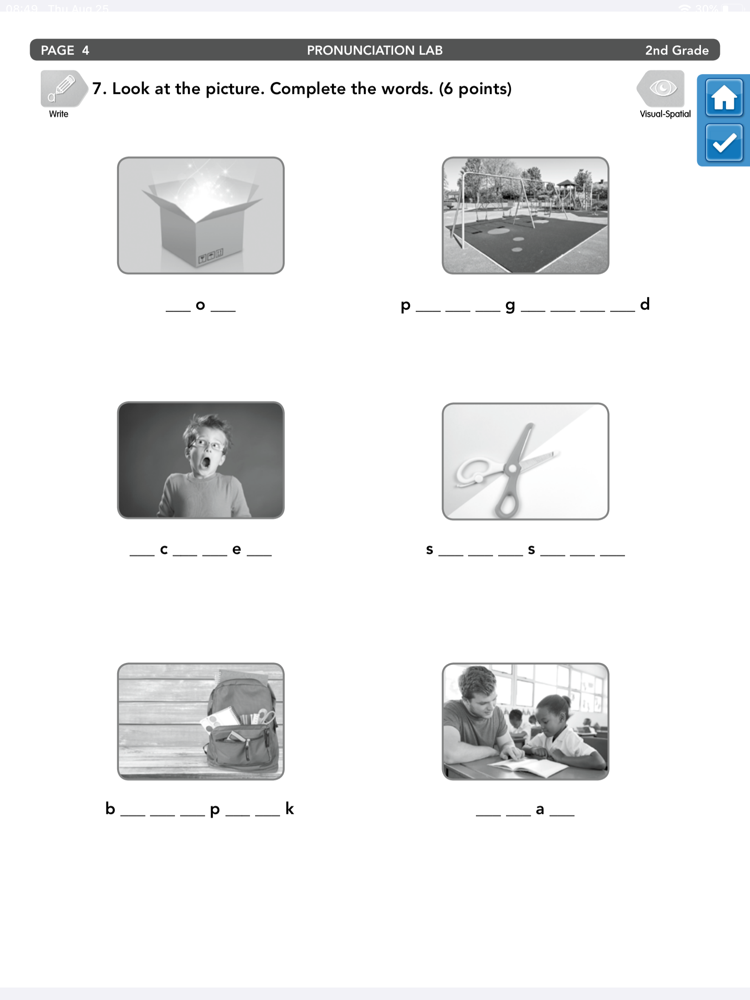 08:49 Thu Aug 25 30%
PAGE 4 PRONUNCIATION LAB 2nd Grade
Write
7. Look at the picture. Complete the words. (6 points)
Visual-Spatial
___ o ___
p ___ ___ ___ g ___ ___ ___ ___ d
___ c ___ ___ e ___
s ___ ___ ___ s ___ ___ ___
b ___ ___ ___ p ___ ___ k
___ ___ a ___